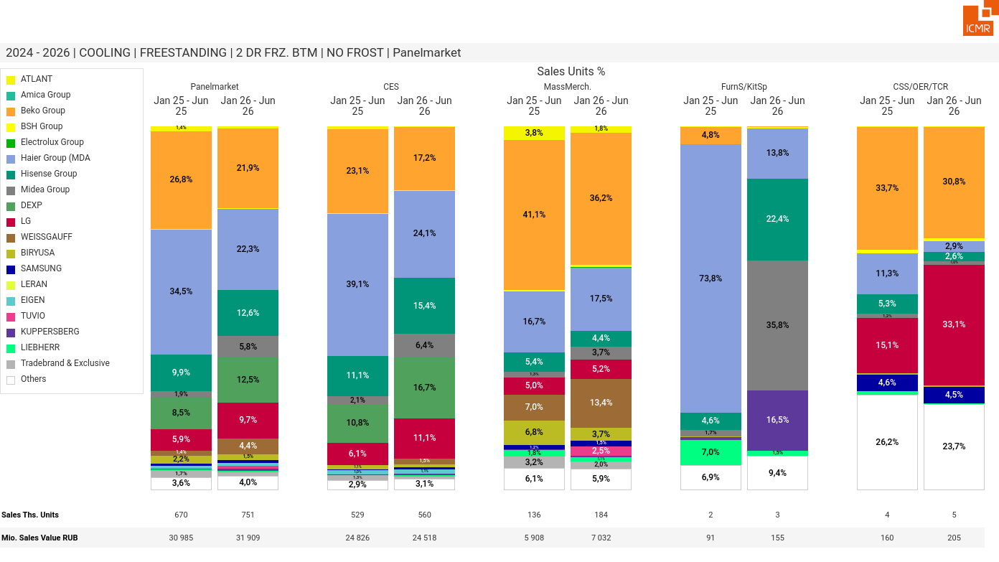 ICMR
2024 - 2026 | COOLING | FREESTANDING | 2 DR FRZ. BTM | NO FROST | Panelmarket
Sales Units %
ATLANT
Amica Group
Beko Group
BSH Group
Electrolux Group
Haier Group (MDA
Hisense Group
Midea Group
DEXP
LG
WEISSGAUFF
BIRYUSA
SAMSUNG
LERAN
EIGEN
TUVIO
KUPPERSBERG
LIEBHERR
Tradebrand & Exclusive
Others
Panelmarket
Jan 25 - Jun
25
1,4%
26,8%
34,5%
9,9%
1,9%
8,5%
5,9%
1,4%
2,2%
1,7%
3,6%
Jan 26 - Jun
26
21,9%
22,3%
12,6%
5,8%
12,5%
9,7%
4,4%
1,5%
4,0%
CES
Jan 25 - Jun
25
23,1%
39,1%
11,1%
2,1%
10,8%
6,1%
1,1%
1,0%
1,3%
2,9%
Jan 26 - Jun
26
17,2%
24,1%
15,4%
6,4%
16,7%
11,1%
1,5%
1,1%
3,1%
MassMerch.
Jan 25 - Jun
25
3,8%
41,1%
16,7%
5,4%
1,3%
5,0%
7,0%
6,8%
1,2%
1,8%
3,2%
6,1%
Jan 26 - Jun
26
1,8%
36,2%
17,5%
4,4%
3,7%
5,2%
13,4%
3,7%
1,5%
2,5%
1,1%
2,0%
5,9%
FurnS/KitSp
Jan 25 - Jun
25
4,8%
73,8%
4,6%
1,7%
7,0%
6,9%
Jan 26 - Jun
26
13,8%
22,4%
35,8%
16,5%
1,5%
9,4%
CSS/OER/TCR
Jan 25 - Jun
25
33,7%
11,3%
5,3%
1,2%
15,1%
4,6%
26,2%
Jan 26 - Jun
26
30,8%
2,9%
2,6%
1,0%
33,1%
4,5%
23,7%
Sales Ths. Units 670 751 529 560 136 184 2 3 4 5
Mio. Sales Value RUB 30 985 31 909 24 826 24 518 5 908 7 032 91 155 160 205